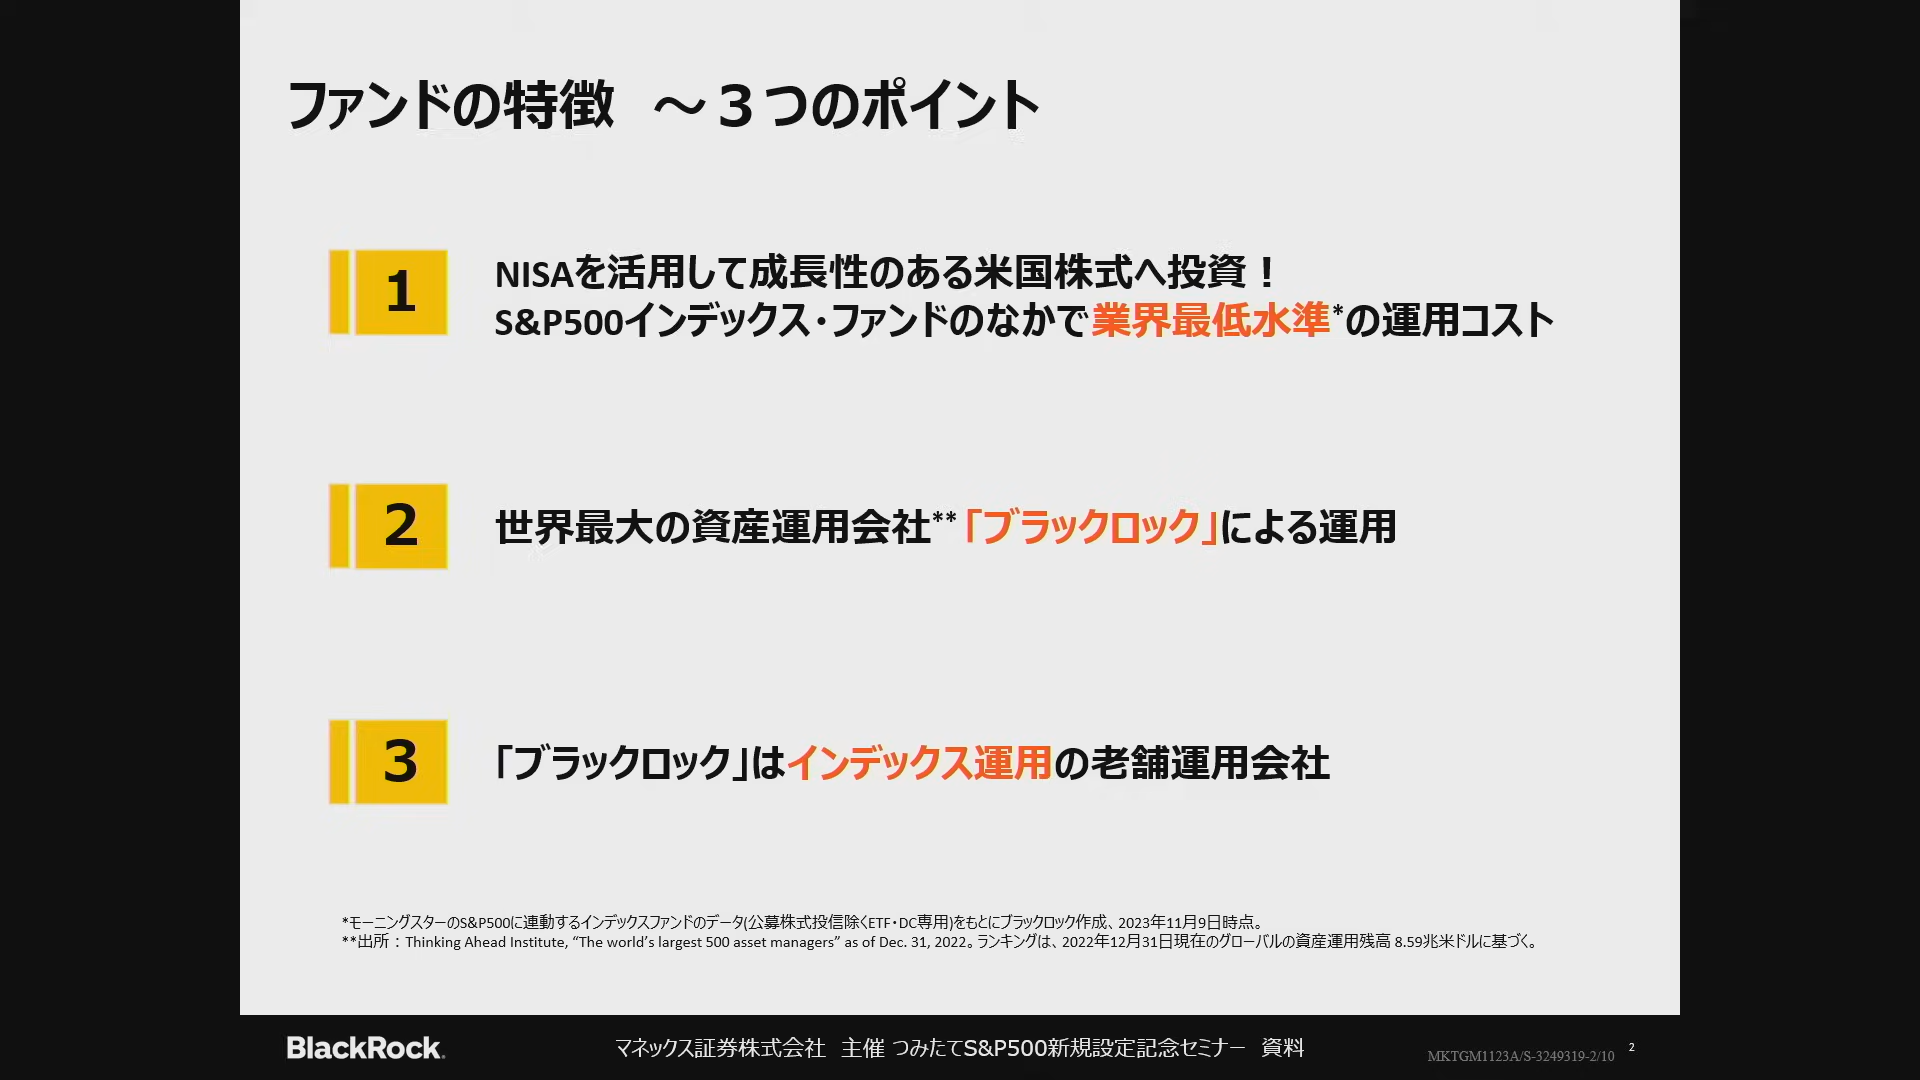 ファンドの特徴　～３つのポイント
1
NISAを活用して成長性のある米国株式へ投資！
S&P500インデックス・ファンドのなかで業界最低水準*の運用コスト
2
世界最大の資産運用会社**「ブラックロック」による運用
3
「ブラックロック」はインデックス運用の老舗運用会社
*モーニングスターのS&P500に連動するインデックスファンドのデータ(公募株式投信除くETF・DC専用)をもとにブラックロック作成、2023年11月9日時点。
**出所：Thinking Ahead Institute, “The world’s largest 500 asset managers” as of Dec. 31, 2022。ランキングは、2022年12月31日現在のグローバルの資産運用残高 8.59兆米ドルに基づく。
BlackRock.
マネックス証券株式会社　主催 つみたてS&P500新規設定記念セミナー　資料
MKTGM1123A/S-3249319-2/10
2